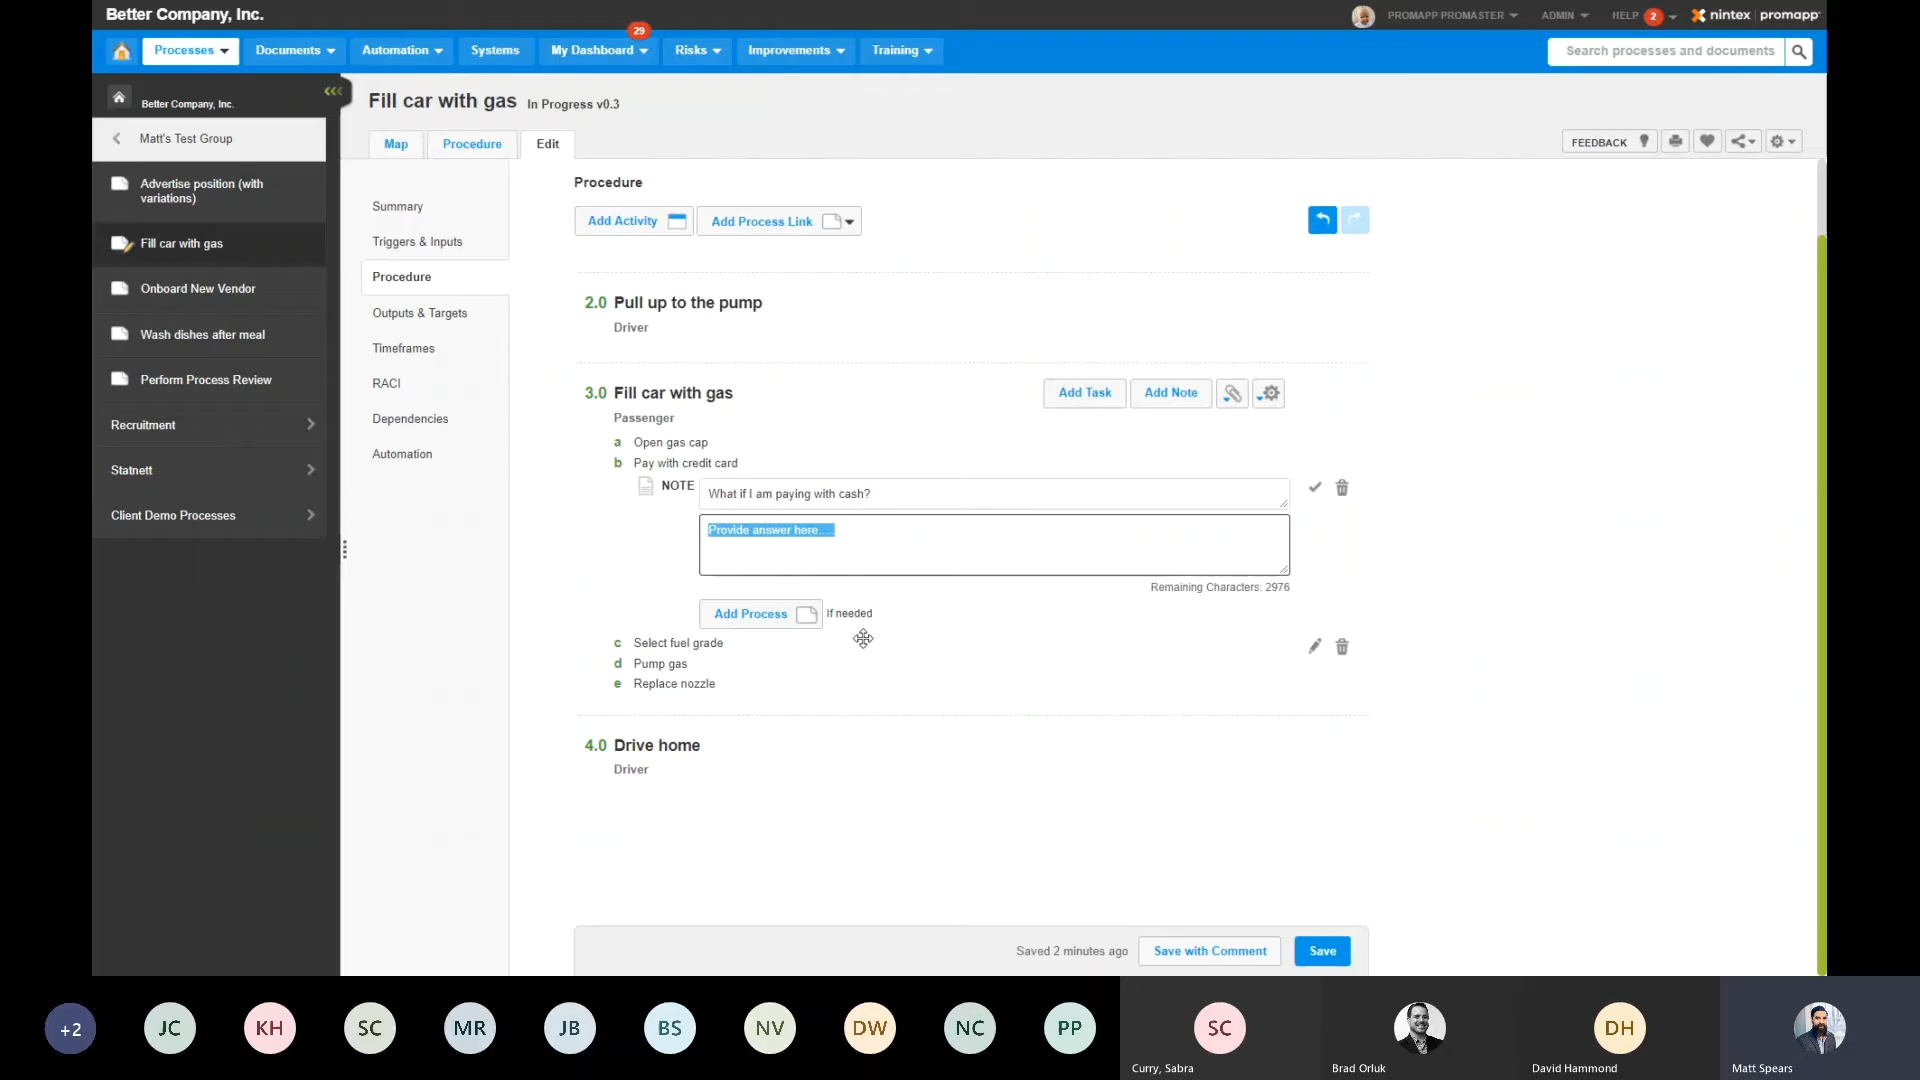 Better Company, Inc.
PROMAPP PROMASTER
ADMIN
HELP 2
nintex | promapp
Processes
Documents
Automation
Systems
My Dashboard
29
Risks
Improvements
Training
Search processes and documents
Better Company, Inc.
Matt's Test Group
Advertise position (with
variations)
Fill car with gas
Onboard New Vendor
Wash dishes after meal
Perform Process Review
Recruitment
Statnett
Client Demo Processes
Fill car with gas In Progress v0.3
Map
Procedure
Edit
FEEDBACK
Summary
Triggers & Inputs
Procedure
Outputs & Targets
Timeframes
RACI
Dependencies
Automation
Procedure
Add Activity
Add Process Link
2.0 Pull up to the pump
Driver
3.0 Fill car with gas
Add Task
Add Note
Passenger
a Open gas cap
b Pay with credit card
NOTE What if I am paying with cash?
Provide answer here.....
Remaining Characters: 2976
Add Process If needed
c Select fuel grade
d Pump gas
e Replace nozzle
4.0 Drive home
Driver
Saved 2 minutes ago
Save with Comment
Save
+2
JC
KH
SC
MR
JB
BS
NV
DW
NC
PP
SC
DH
Curry, Sabra
Brad Orluk
David Hammond
Matt Spears